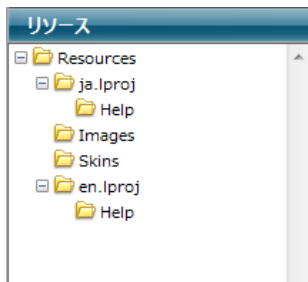 リソース
Resources
ja.lproj
Help
Images
Skins
en.lproj
Help